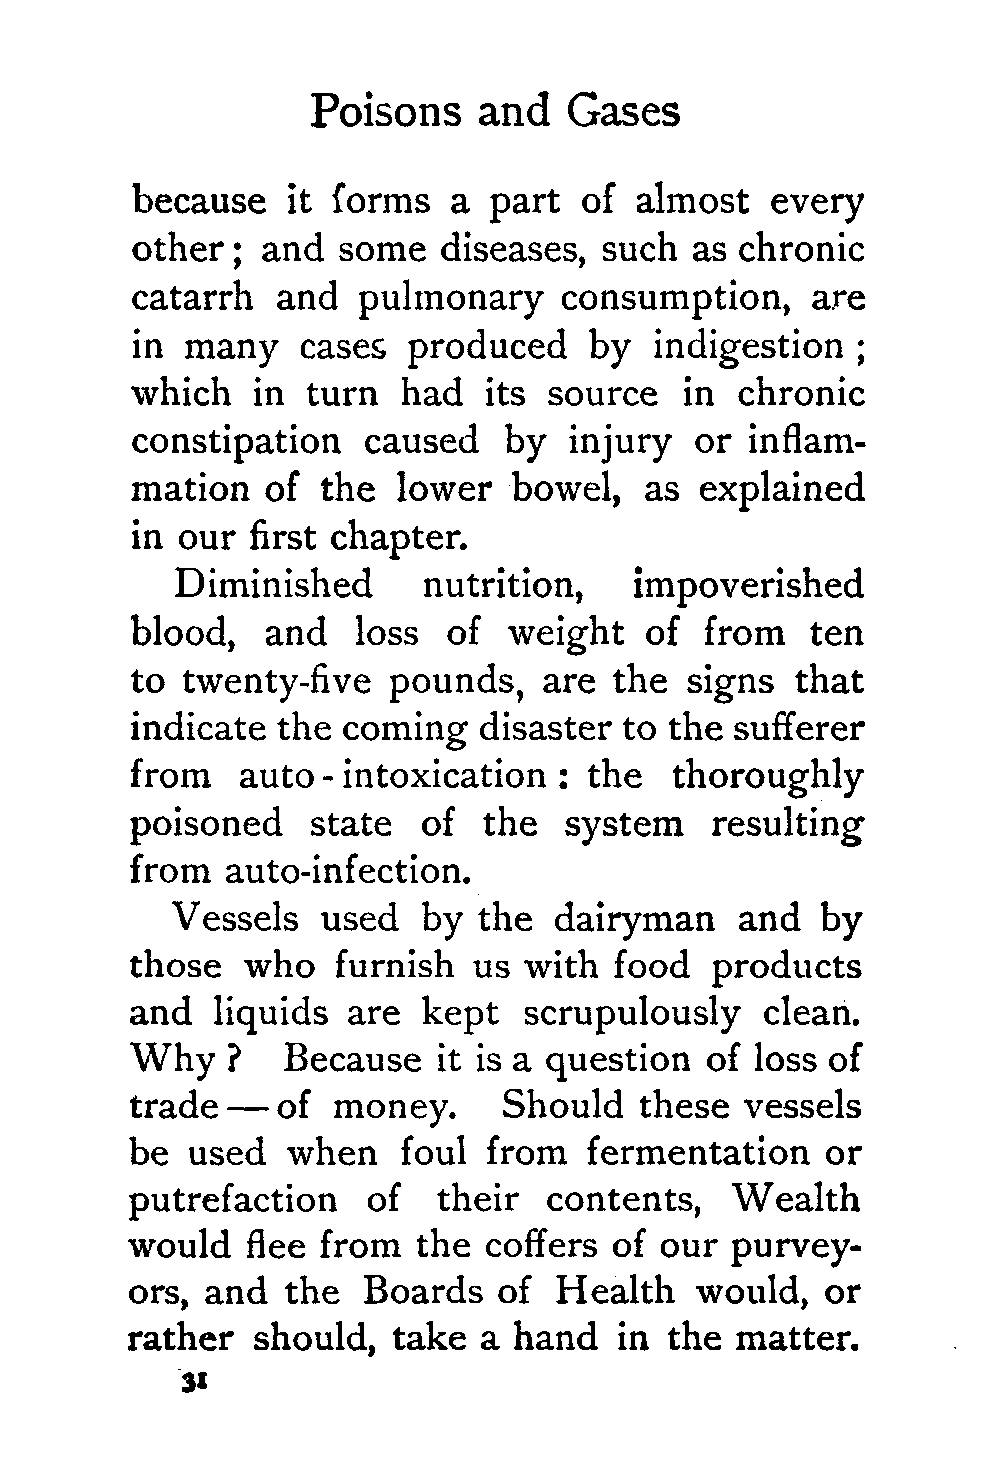 Poisons and Gases
because it forms a part of almost every
other ; and some diseases, such as chronic
catarrh and pulmonary consumption, are
in many cases produced by indigestion ;
which in turn had its source in chronic
constipation caused by injury or inflam-
mation of the lower bowel, as explained
in our first chapter.
Diminished nutrition, impoverished
blood, and loss of weight of from ten
to twenty-five pounds, are the signs that
indicate the coming disaster to the sufferer
from auto - intoxication : the thoroughly
poisoned state of the system resulting
from auto-infection.
Vessels used by the dairyman and by
those who furnish us with food products
and liquids are kept scrupulously clean.
Why ? Because it is a question of loss of
trade — of money. Should these vessels
be used when foul from fermentation or
putrefaction of their contents, Wealth
would flee from the coffers of our purvey-
ors, and the Boards of Health would, or
rather should, take a hand in the matter.
31